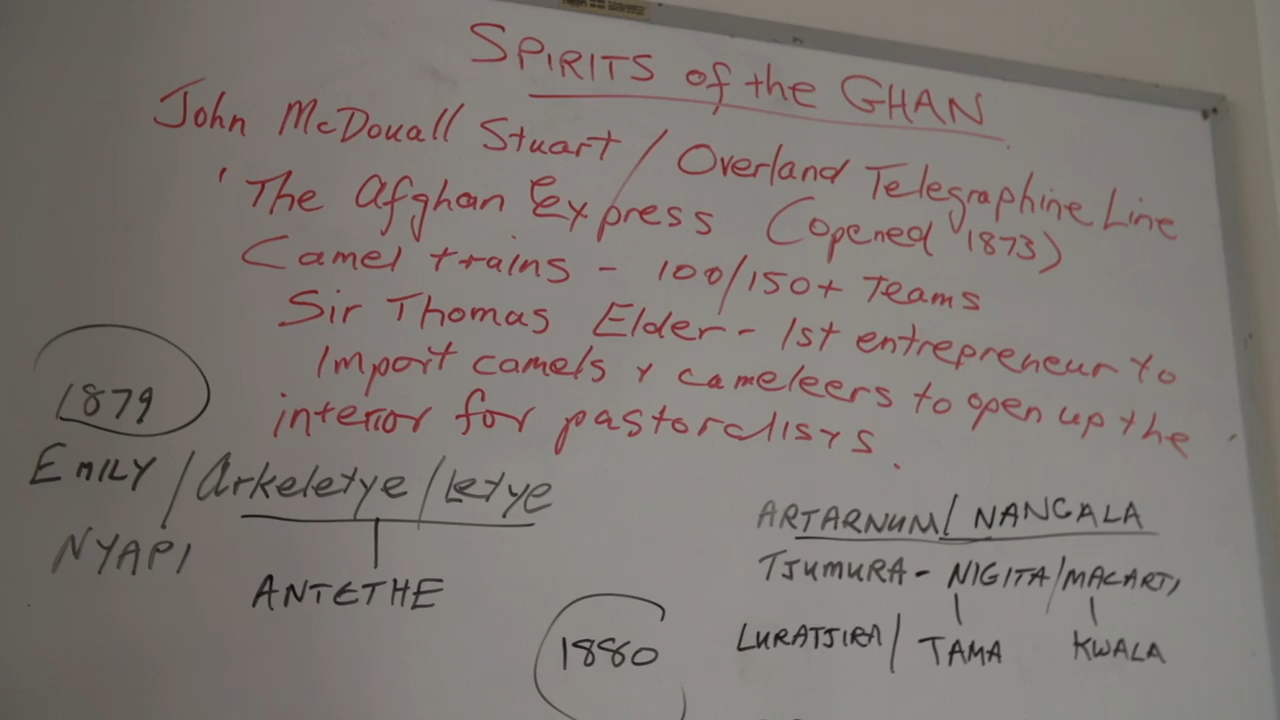 SPIRITS of the GHAN
John McDouall Stuart / Overland Telegraphine Line
'The Afghan Express (opened 1873)
Camel trains - 100/150+ Teams
Sir Thomas Elder - 1st entrepreneur to
Import camels & cameleers to open up the
interior for pastoralists.
1879
EMILY / Arkeletye / Letye
NYAPI
ANTETHE
ARTARNUM / NANGALA
TJUMURA - NIGITA / MACARTI
LURATJIRA / TAMA KWALA
1880